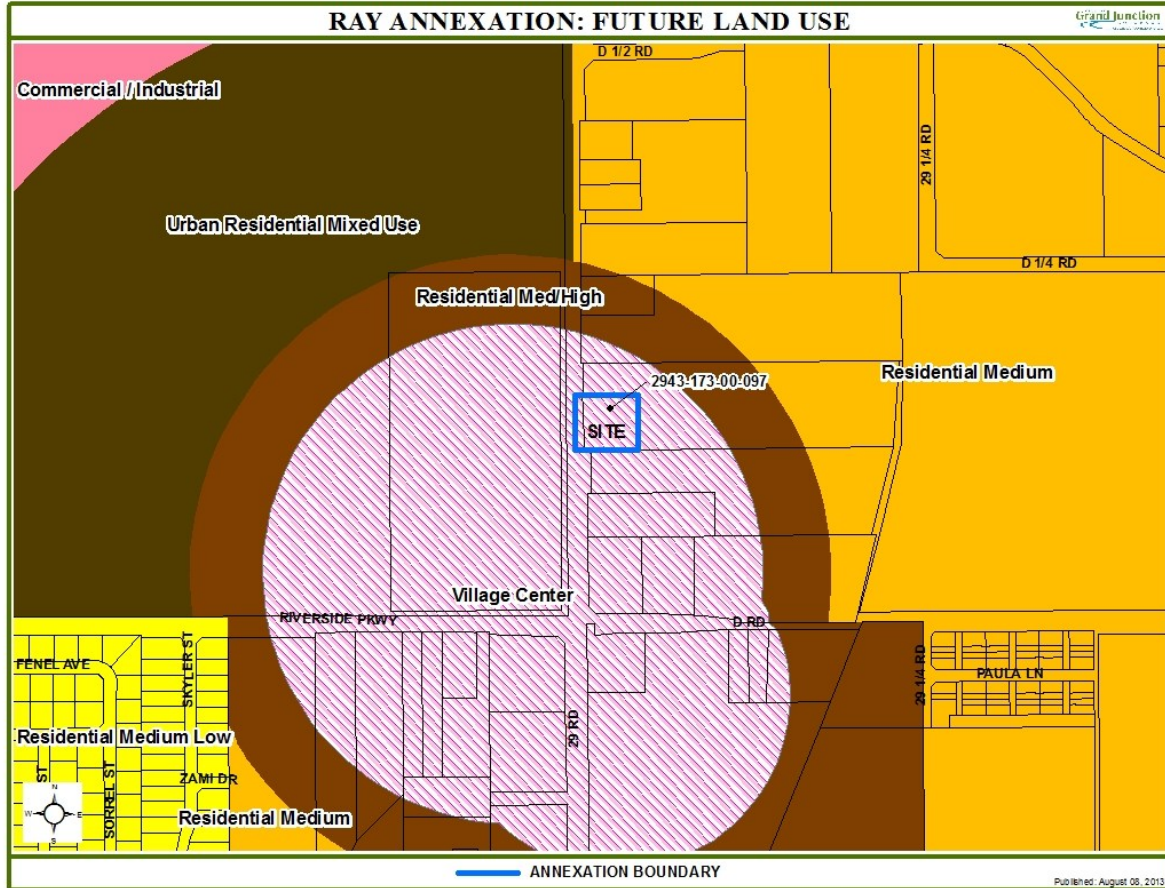 RAY ANNEXATION: FUTURE LAND USE
Grand Junction
D 1/2 RD
Commercial / Industrial
29 1/4 RD
Urban Residential Mixed Use
D 1/4 RD
Residential Med/High
Residential Medium
2943-173-00-097
SITE
Village Center
RIVERSIDE PKWY
D RD
FENEL AVE
SKYLER ST
29 1/4 RD
PAULA LN
29 RD
Residential Medium Low
ST
SORREL ST
ZAMI DR
N
W
E
S
Residential Medium
ANNEXATION BOUNDARY
Published: August 08, 2013